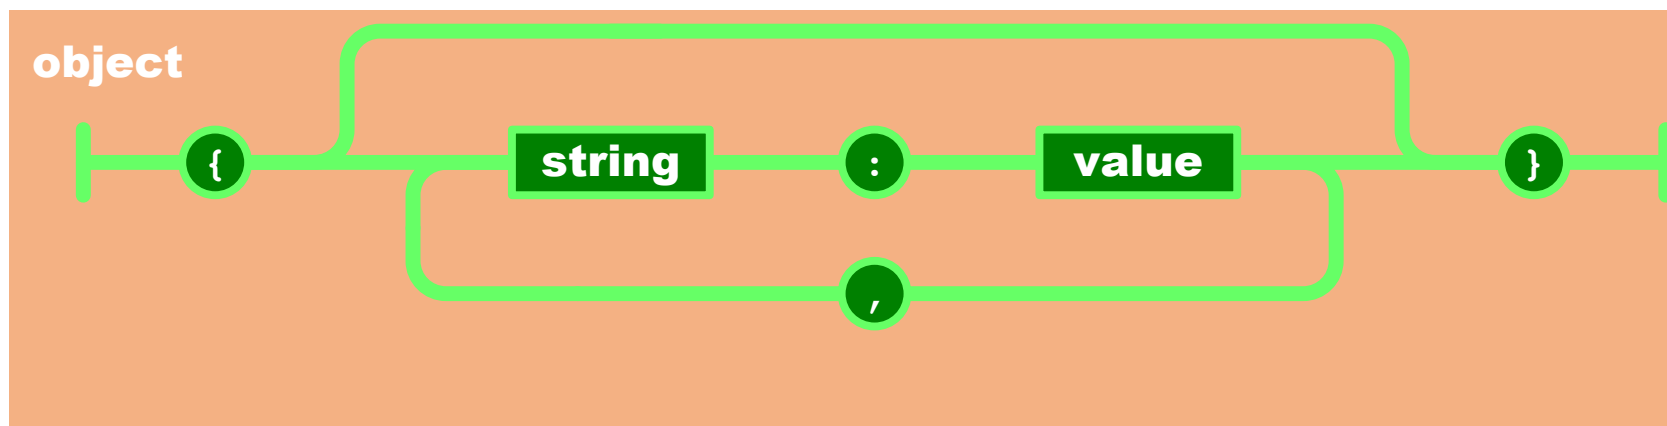 object
{ string : value }
,